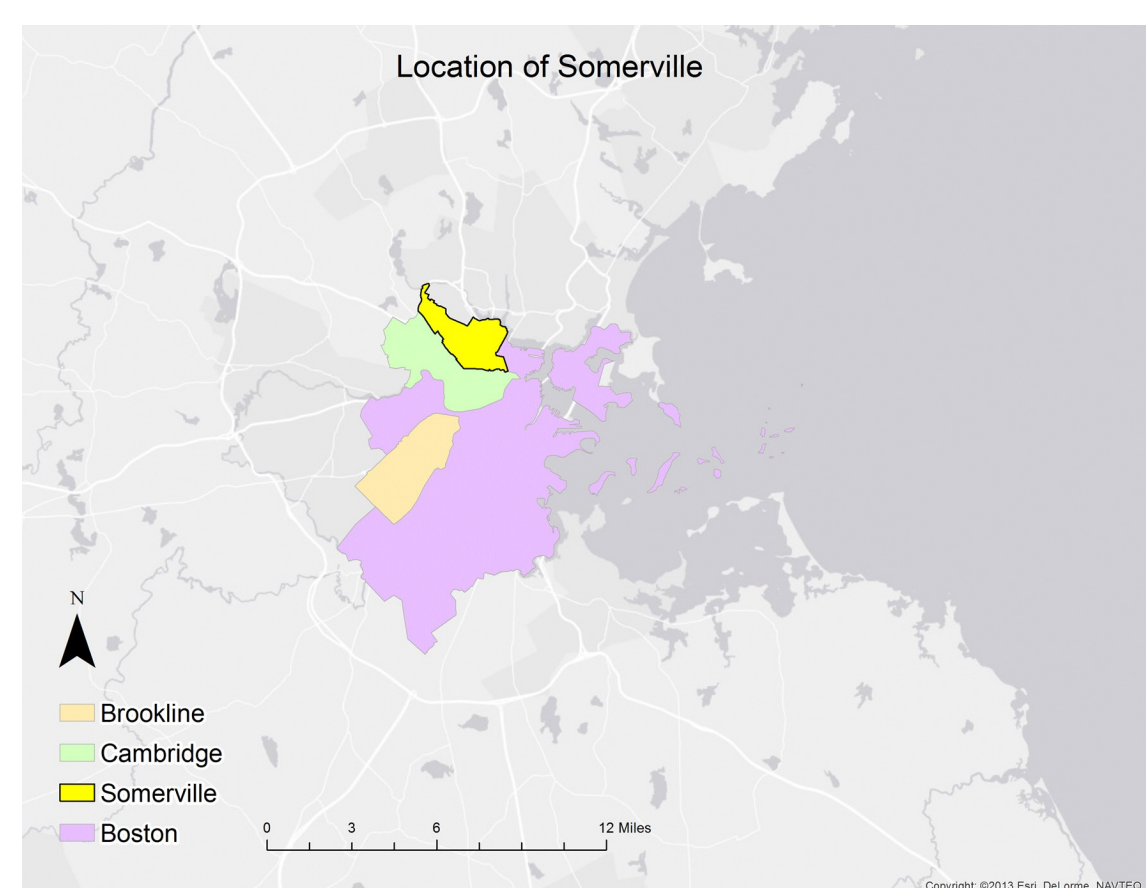 Location of Somerville
N
Brookline
Cambridge
Somerville
Boston
0 3 6 12 Miles
Copyright: ©2013 Esri, DeLorme, NAVTEQ